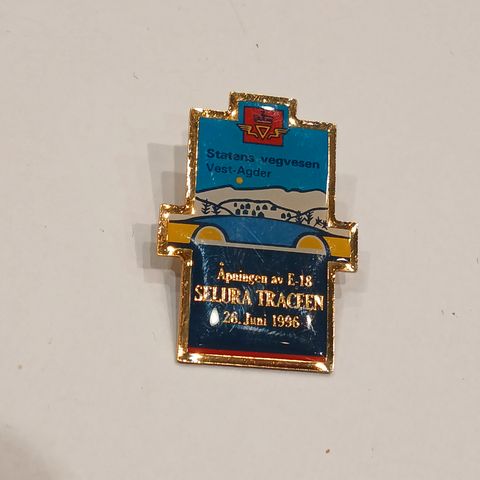 Statens vegvesen
Vest-Agder
Åpningen av E-18
SELURA TRACEEN
26. Juni 1996